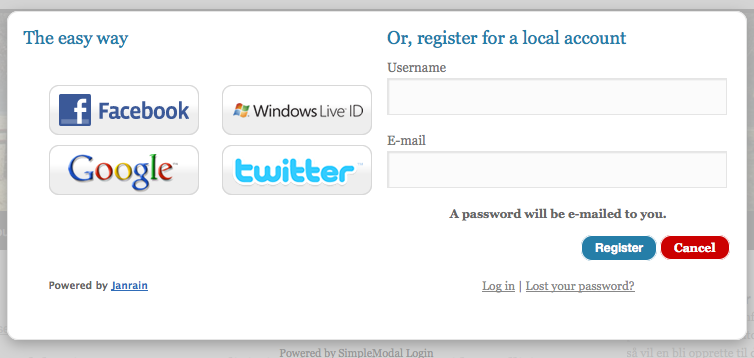 The easy way
Facebook
Windows Live ID
Google
twitter
Powered by Janrain
Or, register for a local account
Username
E-mail
A password will be e-mailed to you.
Register Cancel
Log in | Lost your password?
Powered by SimpleModal Login
så vil en bli opprette til